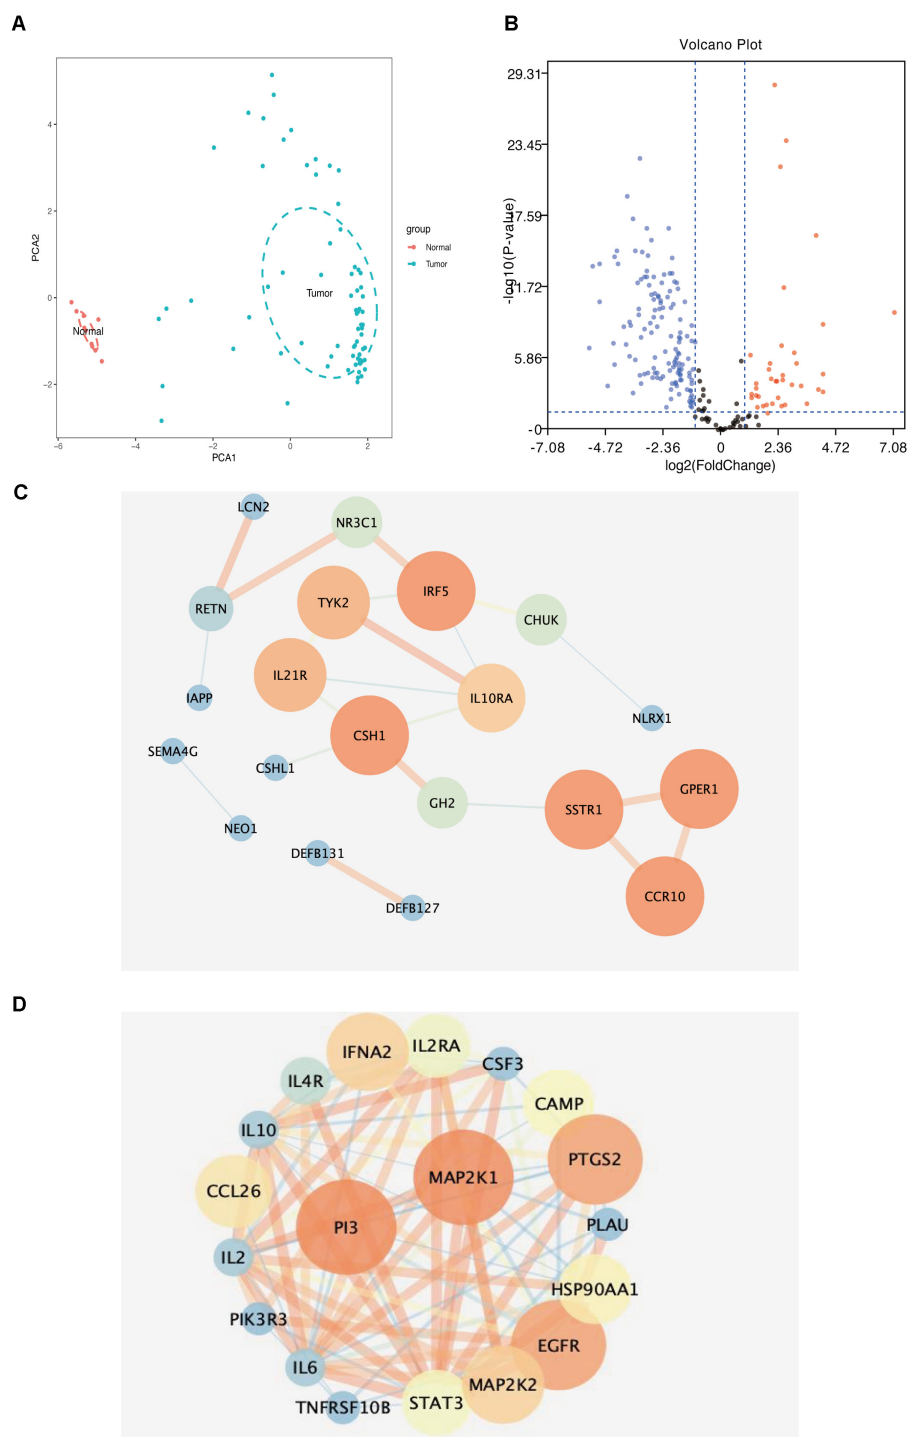 A
4
2
0
−2
−6
−4
−2
0
2
PCA2
PCA1
Normal
Tumor
group
Normal
Tumor
B
Volcano Plot
29.31
23.45
17.59
11.72
5.86
-0
-log10(P-value)
-7.08
-4.72
-2.36
0
2.36
4.72
7.08
log2(FoldChange)
C
LCN2
NR3C1
IRF5
TYK2
RETN
CHUK
IL21R
IL10RA
IAPP
NLRX1
CSH1
SEMA4G
CSHL1
GPER1
GH2
SSTR1
NEO1
DEFB131
CCR10
DEFB127
D
IFNA2
IL2RA
CSF3
IL4R
CAMP
IL10
PTGS2
MAP2K1
CCL26
PI3
PLAU
IL2
HSP90AA1
PIK3R3
EGFR
IL6
MAP2K2
STAT3
TNFRSF10B